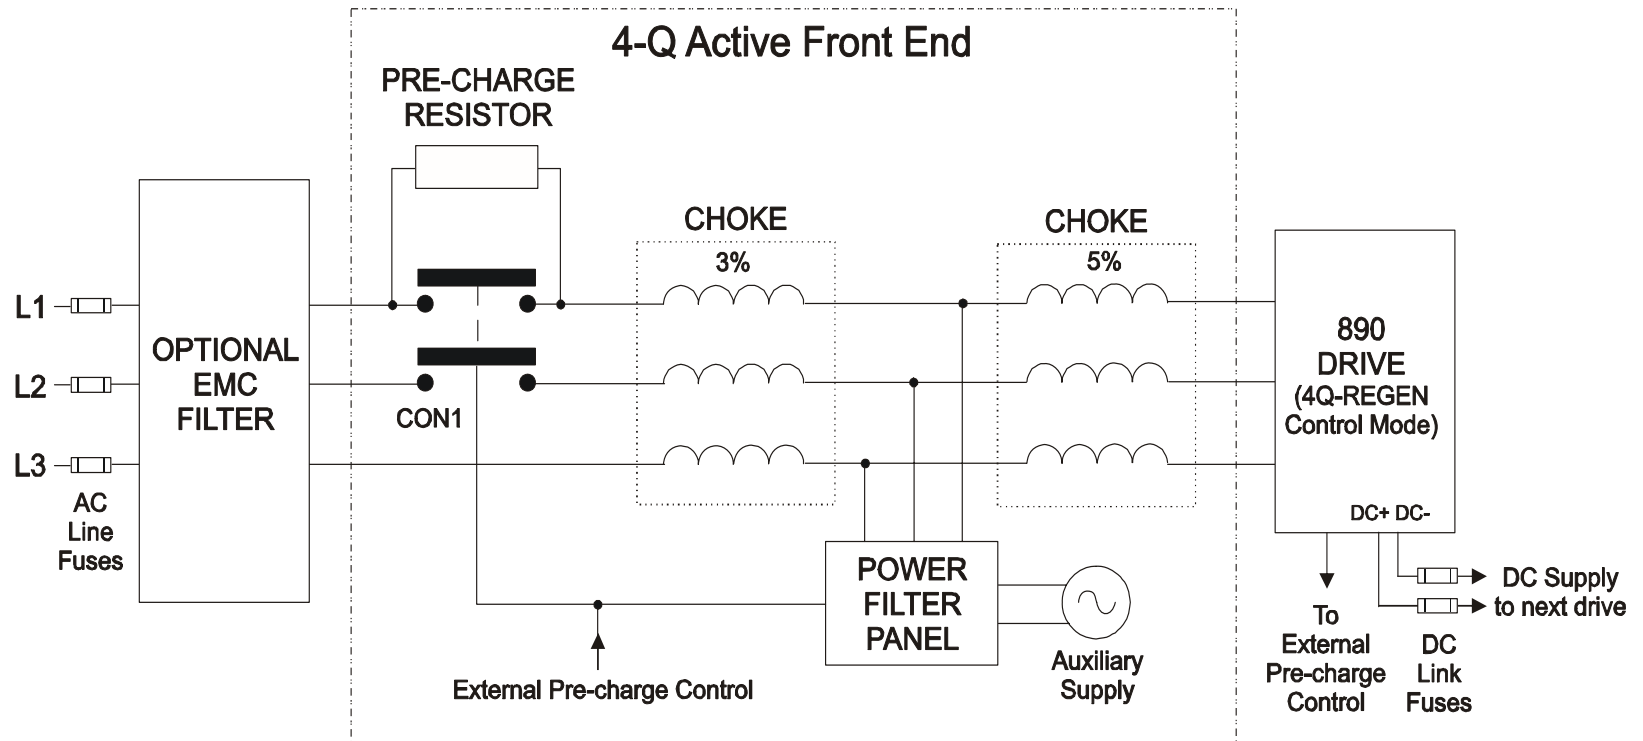 4-Q Active Front End
PRE-CHARGE
RESISTOR
CHOKE
3%
CHOKE
5%
L1
L2
L3
AC
Line
Fuses
OPTIONAL
EMC
FILTER
CON1
890
DRIVE
(4Q-REGEN
Control Mode)
DC+ DC-
POWER
FILTER
PANEL
Auxiliary
Supply
External Pre-charge Control
To
External
Pre-charge
Control
DC Supply
to next drive
DC
Link
Fuses